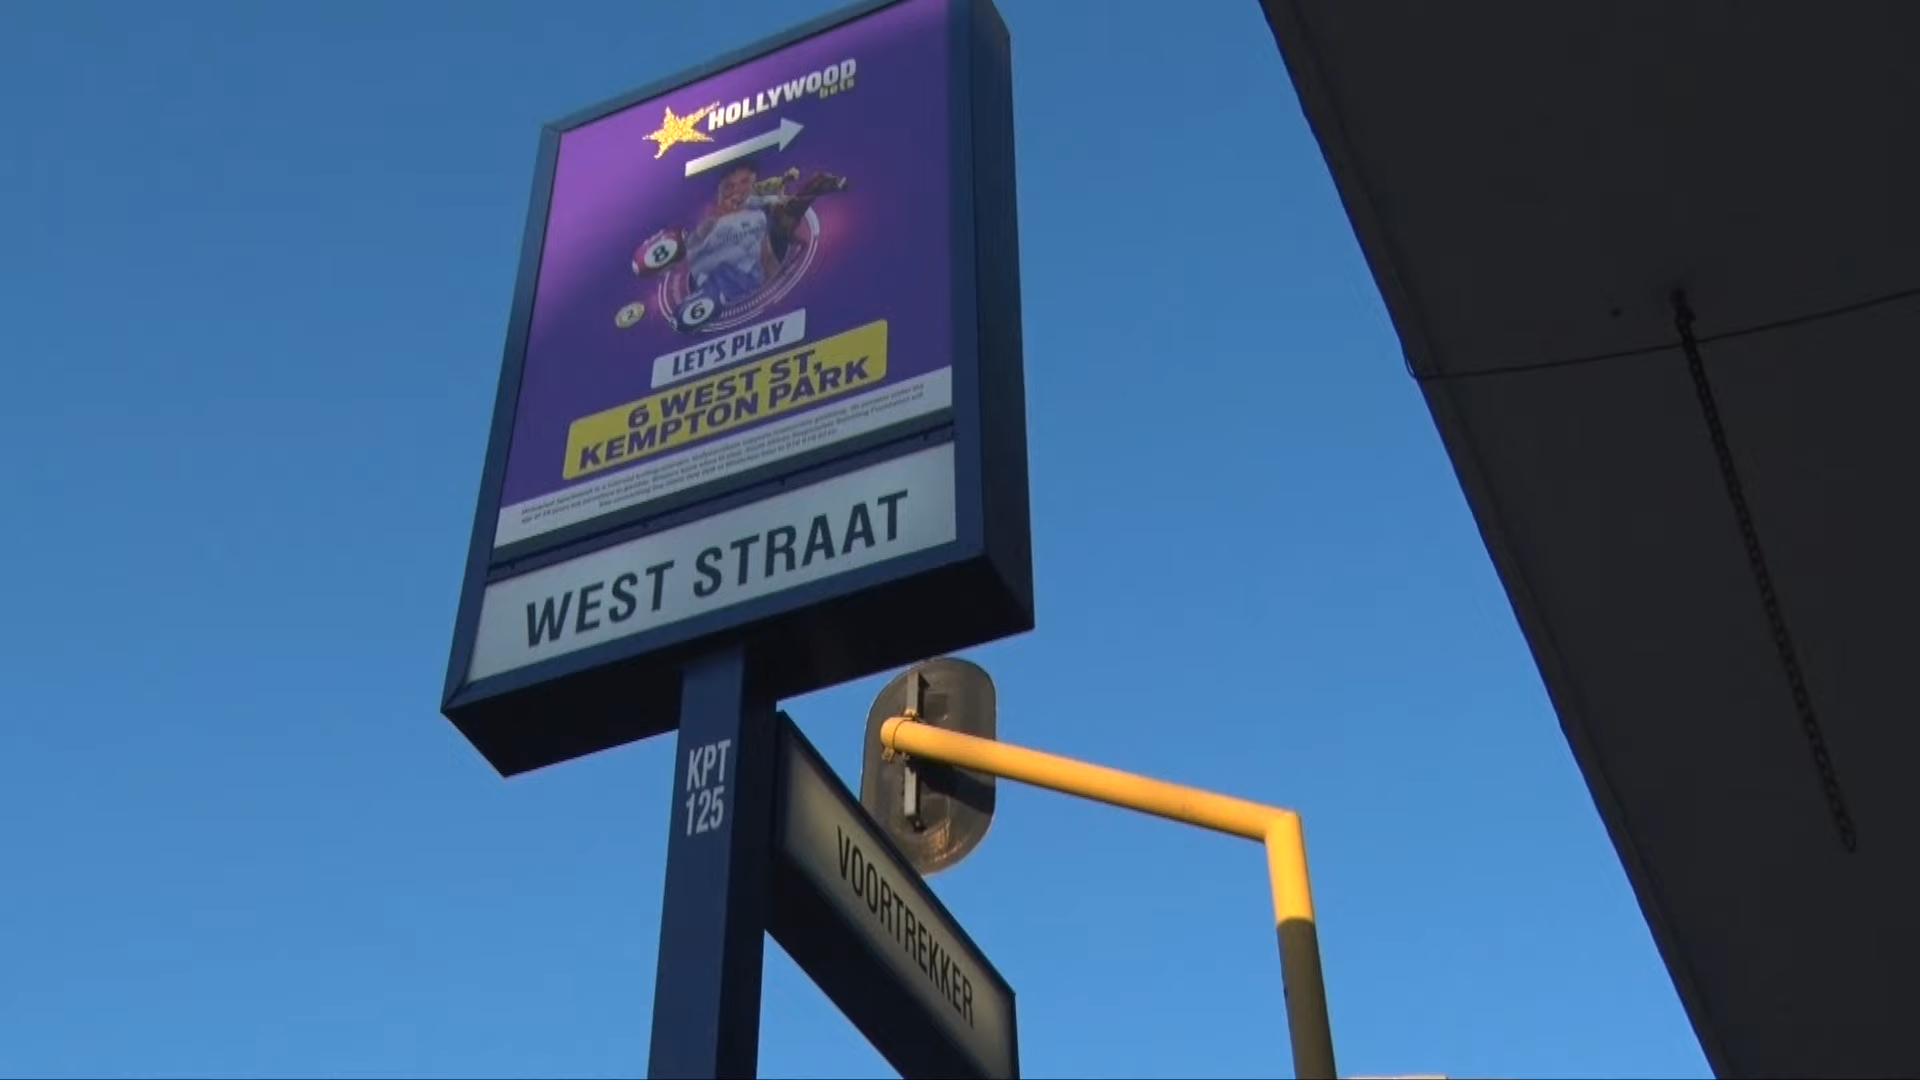 HOLLYWOOD
bets
8
2
6
LET'S PLAY
6 WEST ST,
KEMPTON PARK
WEST STRAAT
KPT
125
VOORTREKKER